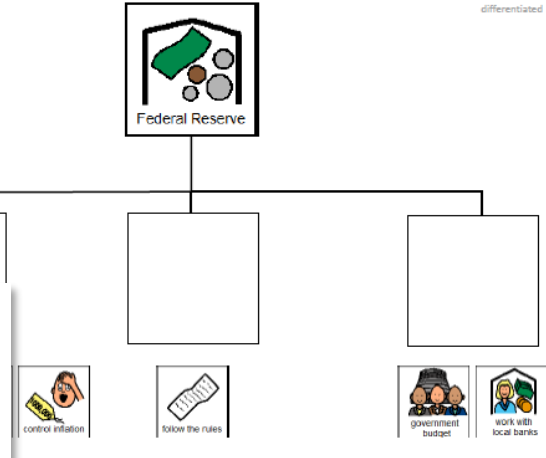 differentiated
Federal Reserve
control inflation
follow the rules
government
budget
work with
local banks